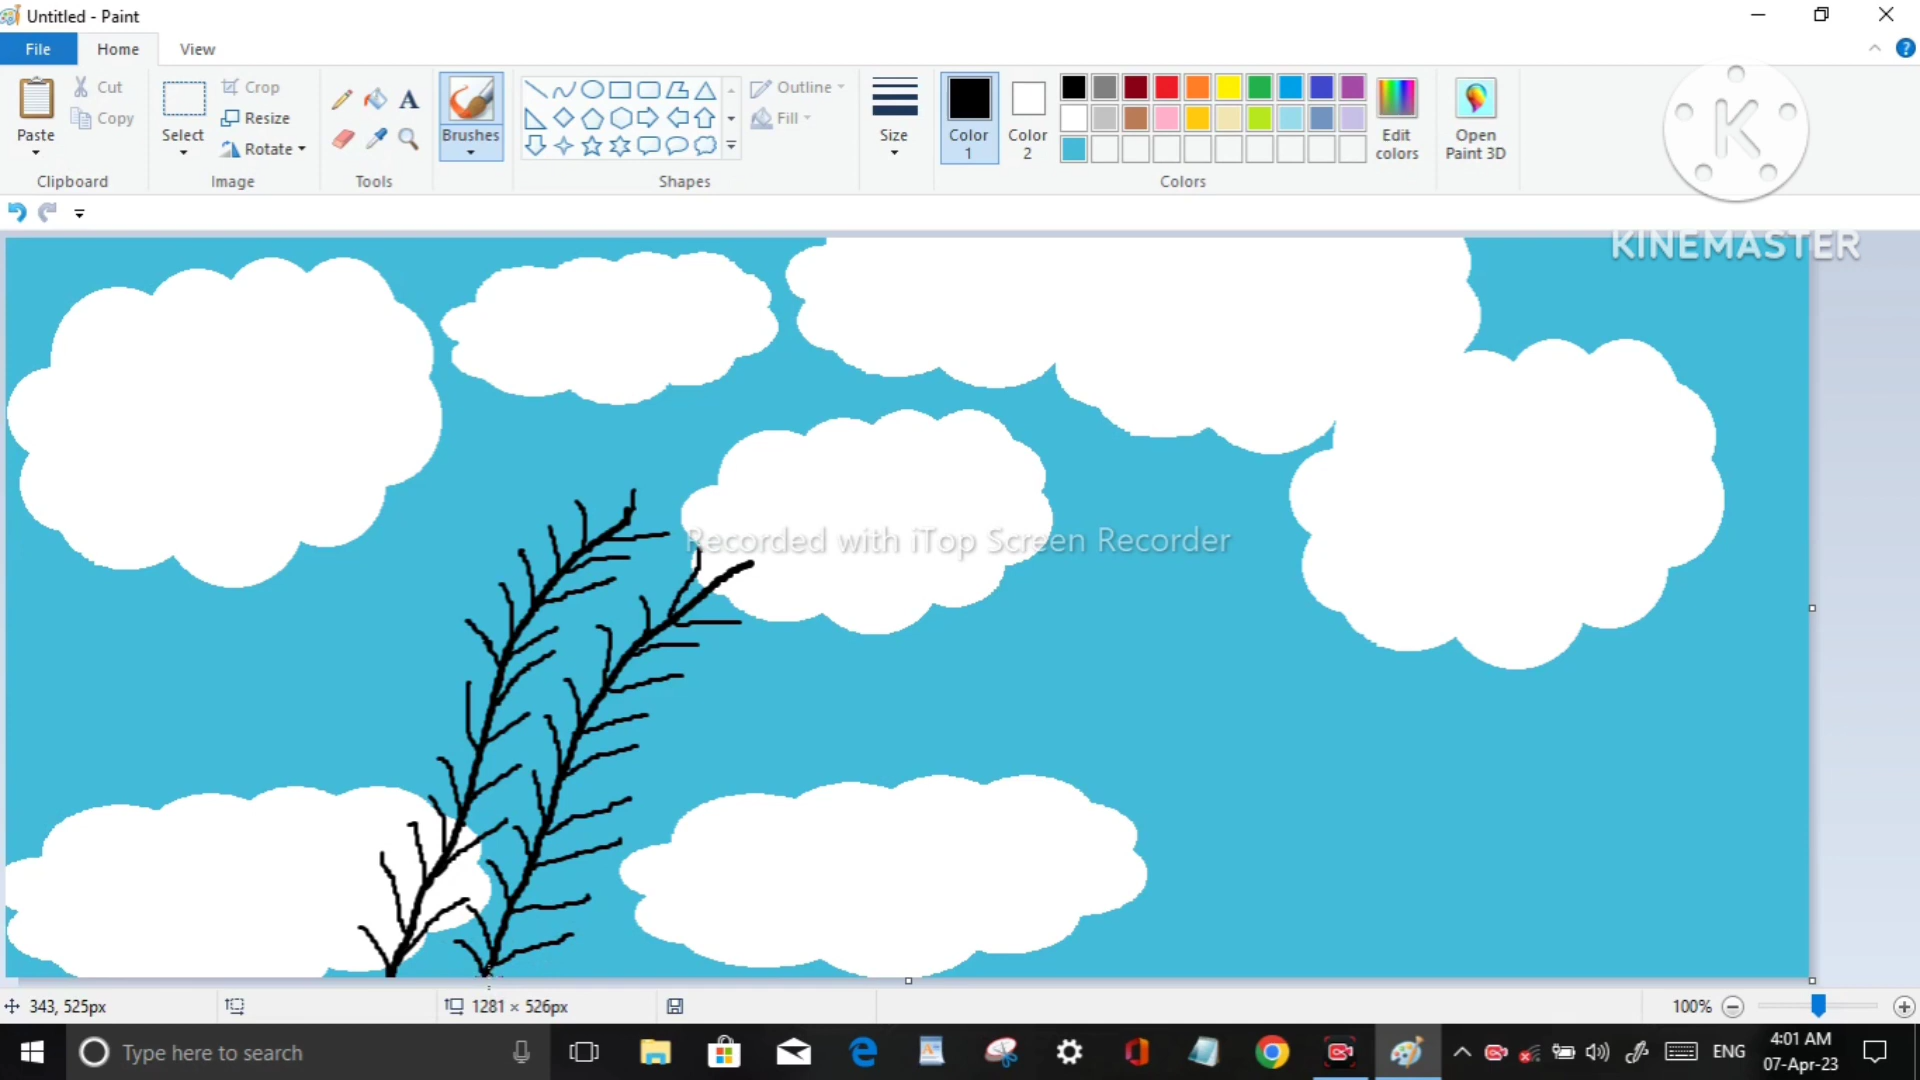 Untitled - Paint
File Home View
Paste Cut Copy Clipboard
Select Crop Resize Rotate Image
A
Tools
Brushes
Shapes
Outline
Fill
Size
Color 1
Color 2
Colors
Edit colors
Open Paint 3D
K
KINEMASTER
Recorded with iTop Screen Recorder
343, 525px
1281 × 526px
100%
Type here to search
ENG
4:01 AM
07-Apr-23